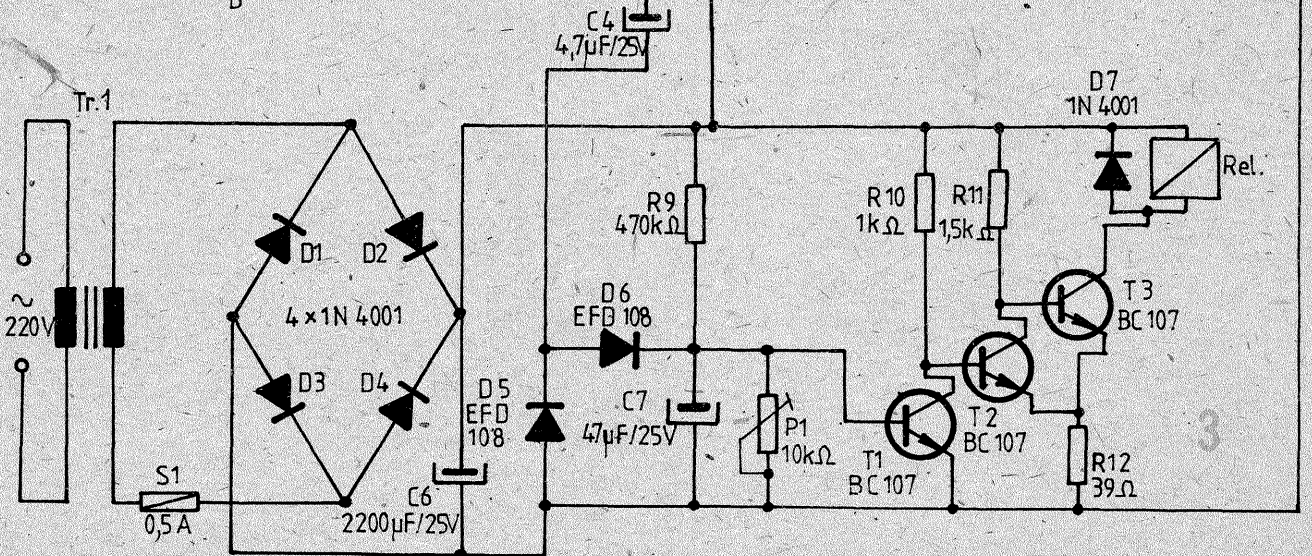 C4
4,7µF/25V
Tr.1
D7
1N 4001
Rel.
R9
470kΩ
R10
1kΩ
R11
1,5kΩ
D1
D2
~
220V
4×1N 4001
D6
EFD 108
T3
BC 107
D3
D4
D5
EFD
108
C7
47µF/25V
P1
10kΩ
T2
BC 107
T1
BC 107
R12
39Ω
S1
0,5A
C6
2200µF/25V
3